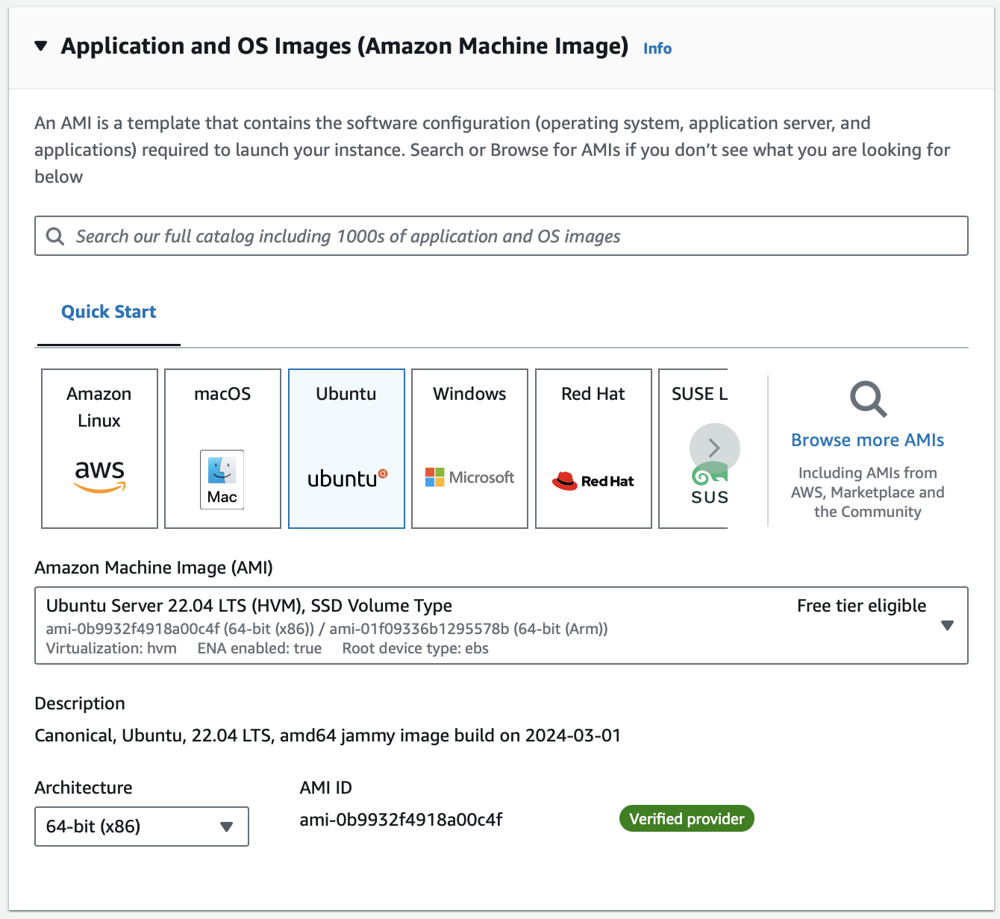 Application and OS Images (Amazon Machine Image) Info
An AMI is a template that contains the software configuration (operating system, application server, and
applications) required to launch your instance. Search or Browse for AMIs if you don’t see what you are looking for
below
Search our full catalog including 1000s of application and OS images
Quick Start
Amazon
Linux
aws
macOS
Mac
Ubuntu
ubuntu
Windows
Microsoft
Red Hat
Red Hat
SUSE L
SUS
Browse more AMIs
Including AMIs from
AWS, Marketplace and
the Community
Amazon Machine Image (AMI)
Ubuntu Server 22.04 LTS (HVM), SSD Volume Type
Free tier eligible
ami-0b9932f4918a00c4f (64-bit (x86)) / ami-01f09336b1295578b (64-bit (Arm))
Virtualization: hvm ENA enabled: true Root device type: ebs
Description
Canonical, Ubuntu, 22.04 LTS, amd64 jammy image build on 2024-03-01
Architecture
64-bit (x86)
AMI ID
ami-0b9932f4918a00c4f
Verified provider